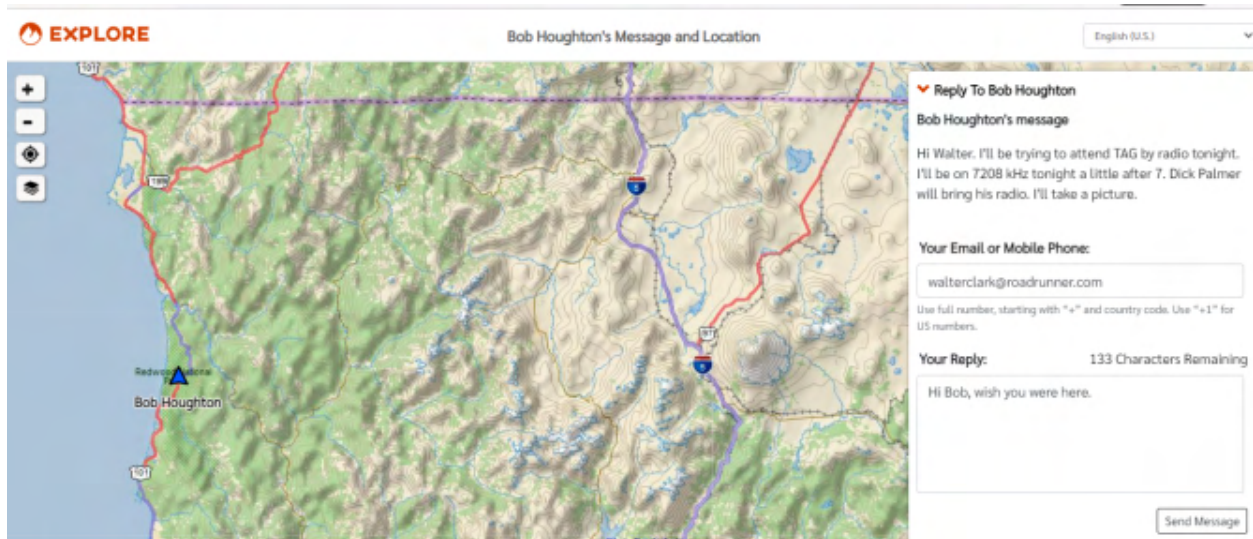 EXPLORE
Bob Houghton's Message and Location
English (U.S.)
+
-
101
199
5
97
5
Redwood National
Bob Houghton
101
Reply To Bob Houghton
Bob Houghton's message
Hi Walter. I'll be trying to attend TAG by radio tonight.
I'll be on 7208 kHz tonight a little after 7. Dick Palmer
will bring his radio. I'll take a picture.
Your Email or Mobile Phone:
walterclark@roadrunner.com
Use full number, starting with "+" and country code. Use "+1" for
US numbers.
Your Reply:
133 Characters Remaining
Hi Bob, wish you were here.
Send Message